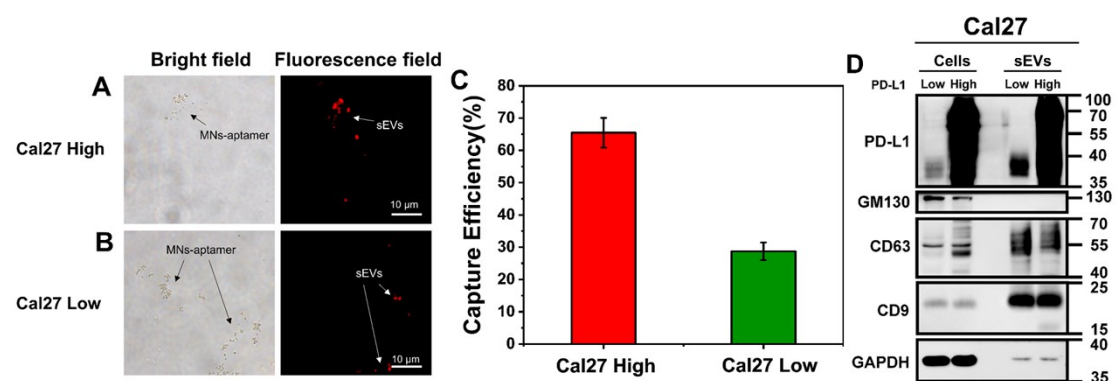 Bright field
Fluorescence field
A
Cal27 High
MNs-aptamer
sEVs
10 μm
B
Cal27 Low
MNs-aptamer
sEVs
10 μm
C
Capture Efficiency(%)
80
70
60
50
40
30
20
10
0
Cal27 High
Cal27 Low
D
Cal27
Cells
sEVs
PD-L1
Low High
Low High
PD-L1
100
70
55
40
35
GM130
130
CD63
70
55
40
CD9
25
15
GAPDH
40
35